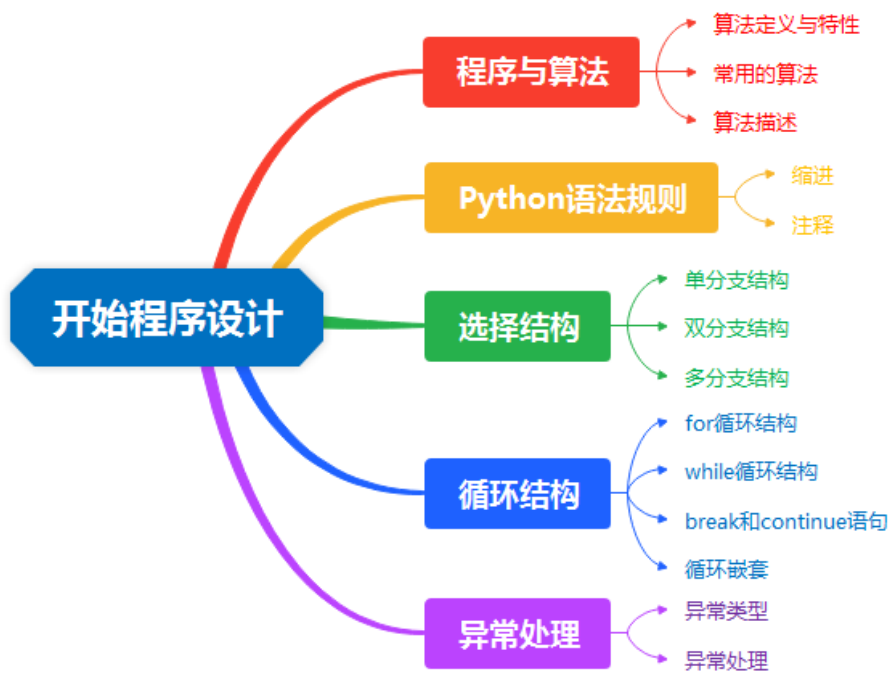 开始程序设计
程序与算法
算法定义与特性
常用的算法
算法描述
Python语法规则
缩进
注释
选择结构
单分支结构
双分支结构
多分支结构
循环结构
for循环结构
while循环结构
break和continue语句
循环嵌套
异常处理
异常类型
异常处理